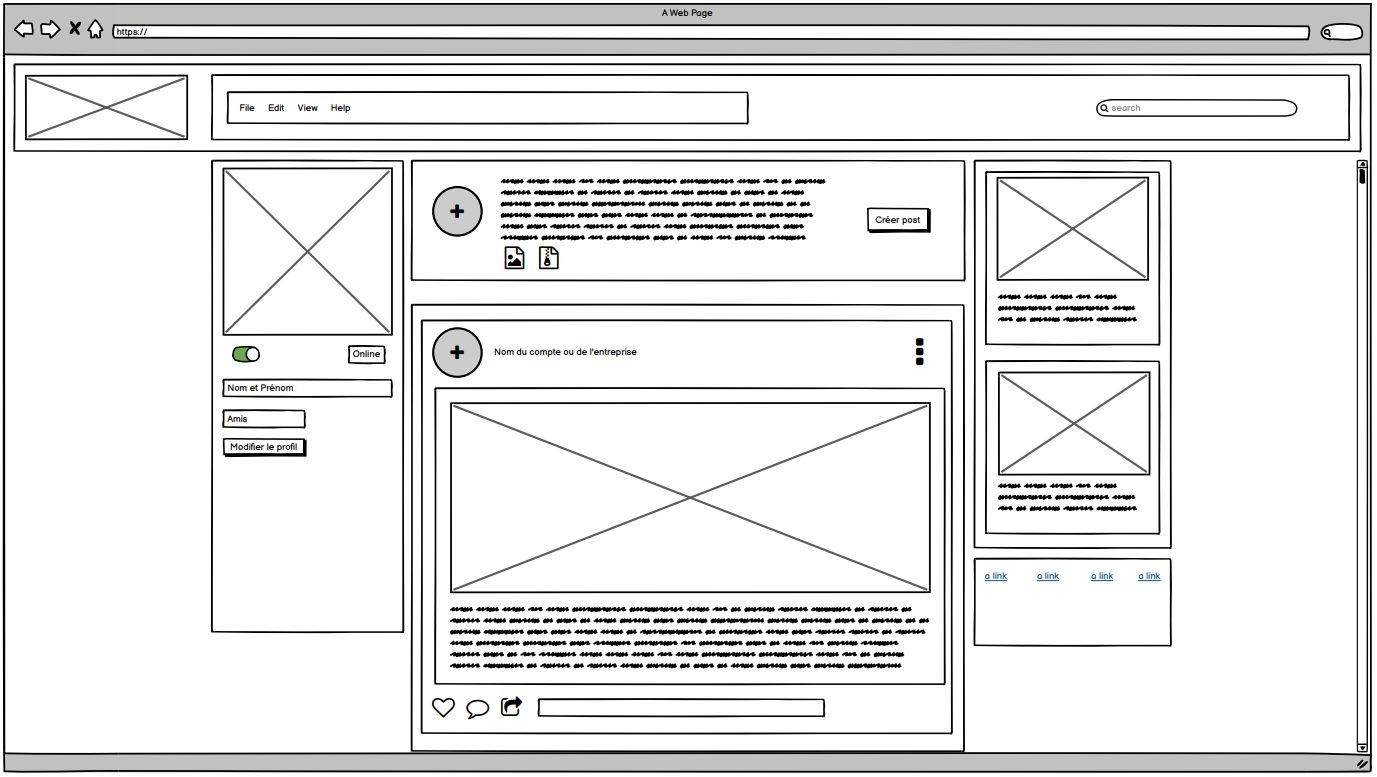 A Web Page
https://
File Edit View Help
search
Créer post
Online
Nom et Prénom
Amis
Modifier le profil
Nom du compte ou de l'entreprise
a link a link a link a link